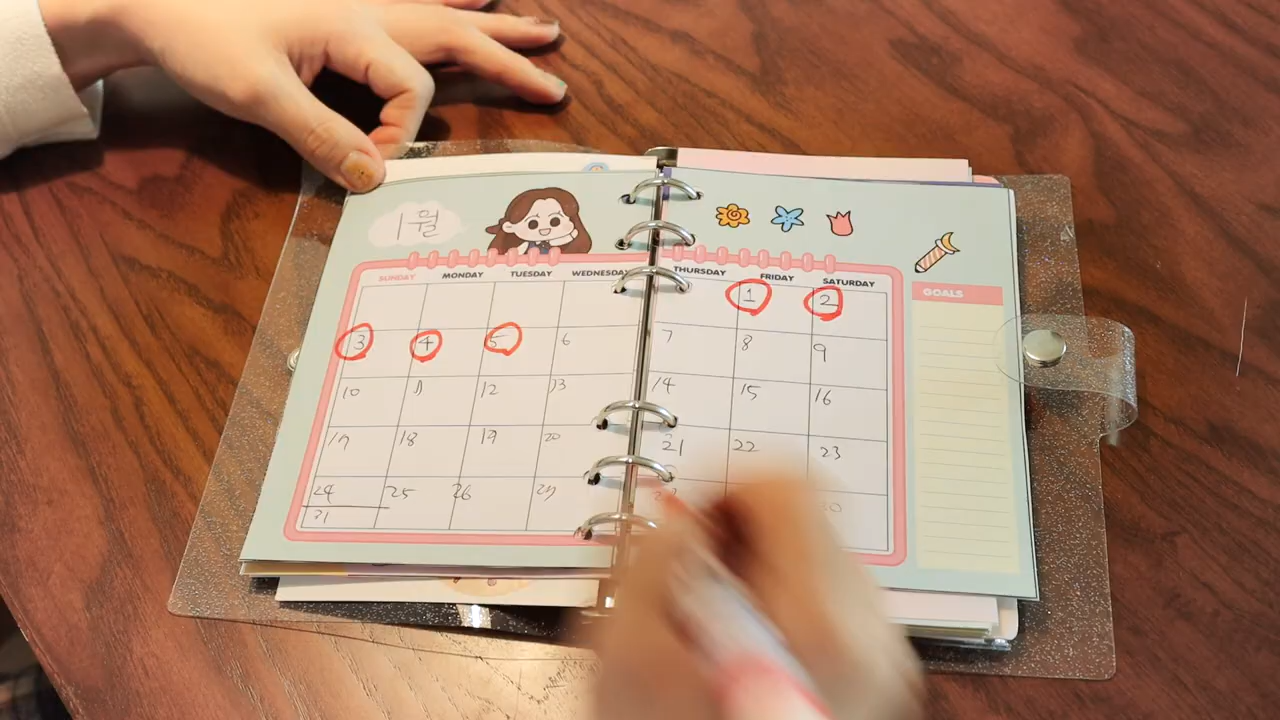 1월
SUNDAY MONDAY TUESDAY WEDNESDAY THURSDAY FRIDAY SATURDAY
GOALS
1 2
3 4 5 6 7 8 9
10 11 12 13 14 15 16
17 18 19 20 21 22 23
24 25 26 27
31